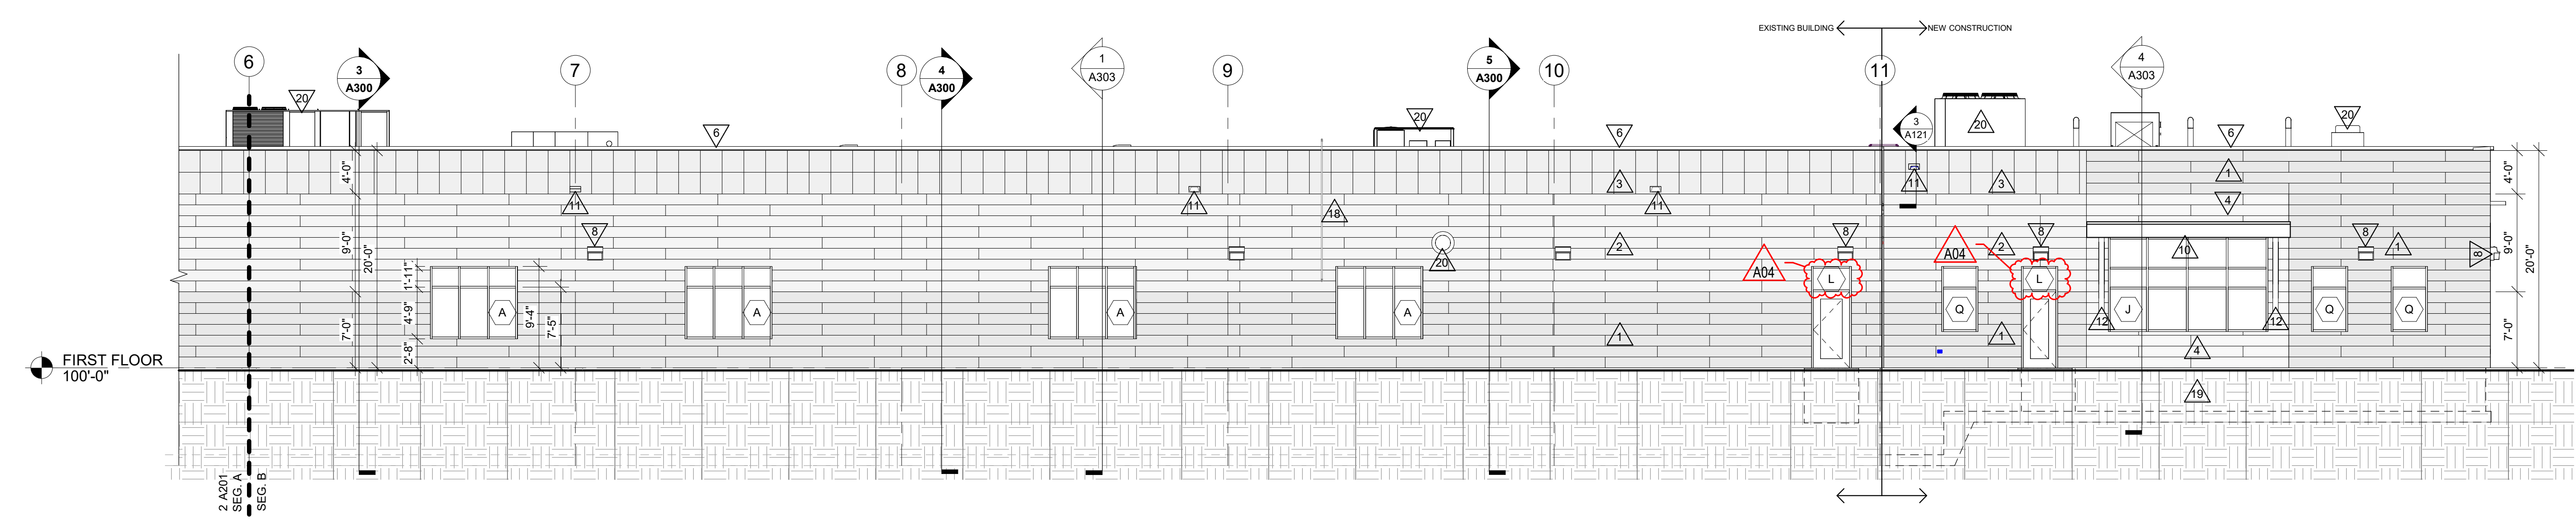 EXISTING BUILDING
NEW CONSTRUCTION
6
3
A300
7
8
4
A300
1
A303
9
5
A300
10
11
3
A121
4
A303
20
6
20
6
20
6
20
4'-0"
9'-0"
20'-0"
7'-0"
1'-11"
4'-9"
2'-8"
9'-4"
7'-5"
11
8
11
18
20
11
3
2
1
11
3
2
1
1
4
8
8
10
8
1
8
A04
A04
L
L
A
A
A
A
Q
J
Q
Q
12
12
4
19
4'-0"
9'-0"
20'-0"
7'-0"
FIRST FLOOR
100'-0"
2 A201
SEG. A
SEG. B